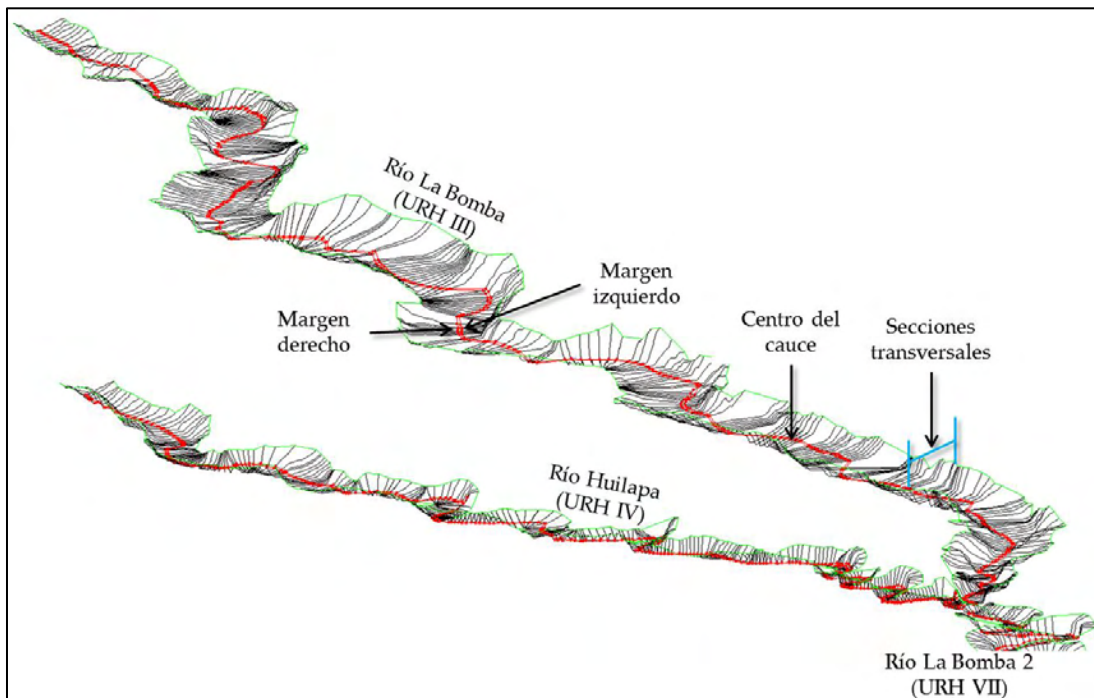 Río La Bomba
(URH III)
Margen
izquierdo
Margen
derecho
Centro del
cauce
Secciones
transversales
Río Huilapa
(URH IV)
Río La Bomba 2
(URH VII)